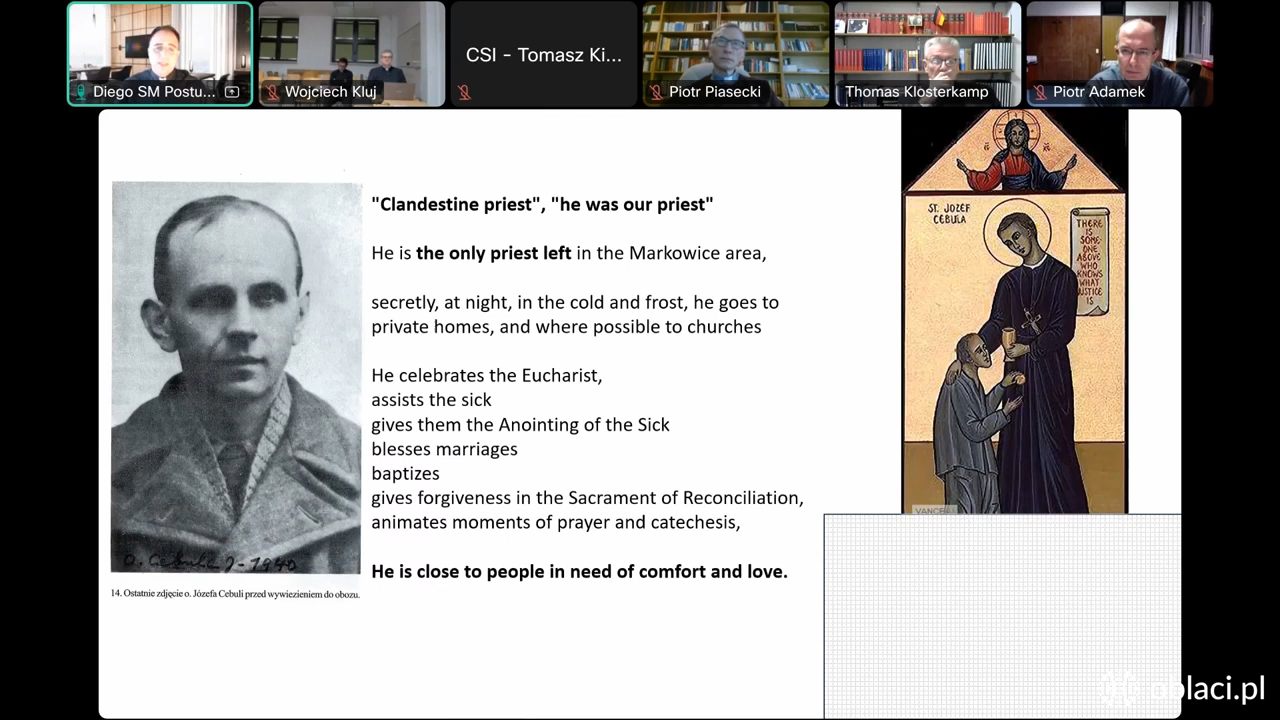 Diego SM Postu...
Wojciech Kluj
CSI - Tomasz Ki...
Piotr Piasecki
Thomas Klosterkamp
Piotr Adamek
"Clandestine priest", "he was our priest"
He is the only priest left in the Markowice area,
secretly, at night, in the cold and frost, he goes to
private homes, and where possible to churches
He celebrates the Eucharist,
assists the sick
gives them the Anointing of the Sick
blesses marriages
baptizes
gives forgiveness in the Sacrament of Reconciliation,
animates moments of prayer and catechesis,
He is close to people in need of comfort and love.
O. Cebula J - 1940
14. Ostatnie zdjęcie o. Józefa Cebuli przed wywiezieniem do obozu.
ST. JOZEF
CEBULA
THERE
IS
SOME-
ONE
ABOVE
WHO
KNOWS
WHAT
JUSTICE
IS
oblaci.pl